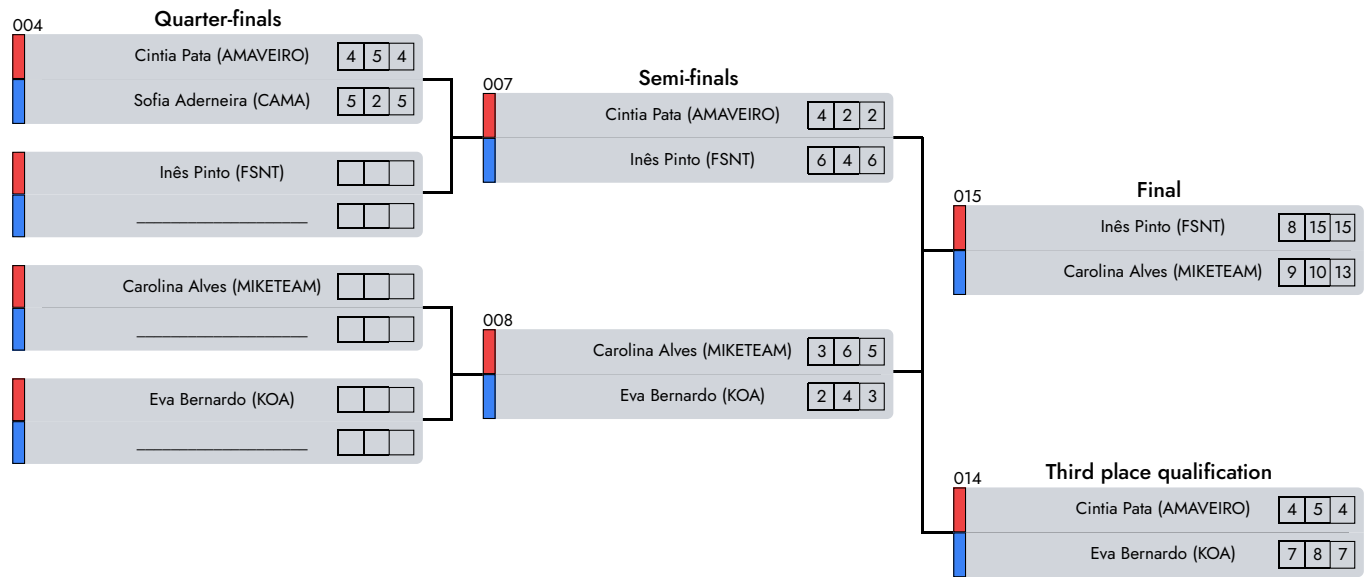 Quarter-finals
004
Cintia Pata (AMAVEIRO) 4 5 4
Sofia Aderneira (CAMA) 5 2 5
Inês Pinto (FSNT)
____________________
Carolina Alves (MIKETEAM)
____________________
Eva Bernardo (KOA)
____________________
Semi-finals
007
Cintia Pata (AMAVEIRO) 4 2 2
Inês Pinto (FSNT) 6 4 6
008
Carolina Alves (MIKETEAM) 3 6 5
Eva Bernardo (KOA) 2 4 3
Final
015
Inês Pinto (FSNT) 8 15 15
Carolina Alves (MIKETEAM) 9 10 13
Third place qualification
014
Cintia Pata (AMAVEIRO) 4 5 4
Eva Bernardo (KOA) 7 8 7